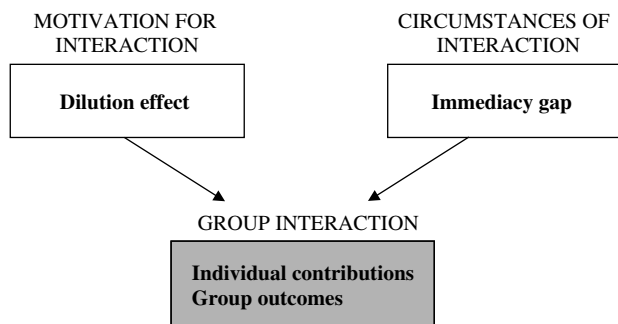 MOTIVATION FOR
INTERACTION
Dilution effect
CIRCUMSTANCES OF
INTERACTION
Immediacy gap
GROUP INTERACTION
Individual contributions
Group outcomes